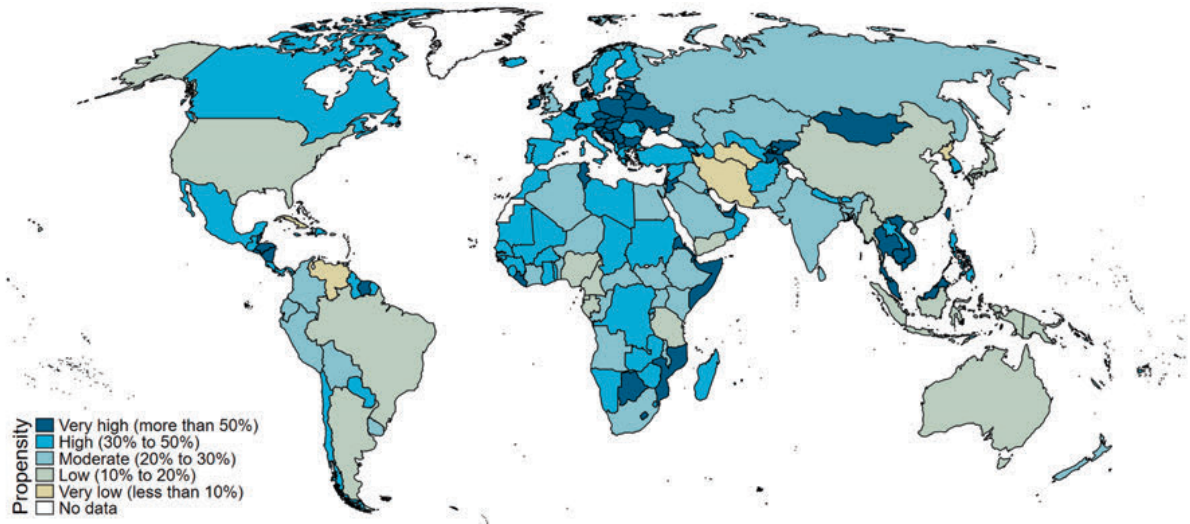 Propensity
Very high (more than 50%)
High (30% to 50%)
Moderate (20% to 30%)
Low (10% to 20%)
Very low (less than 10%)
No data